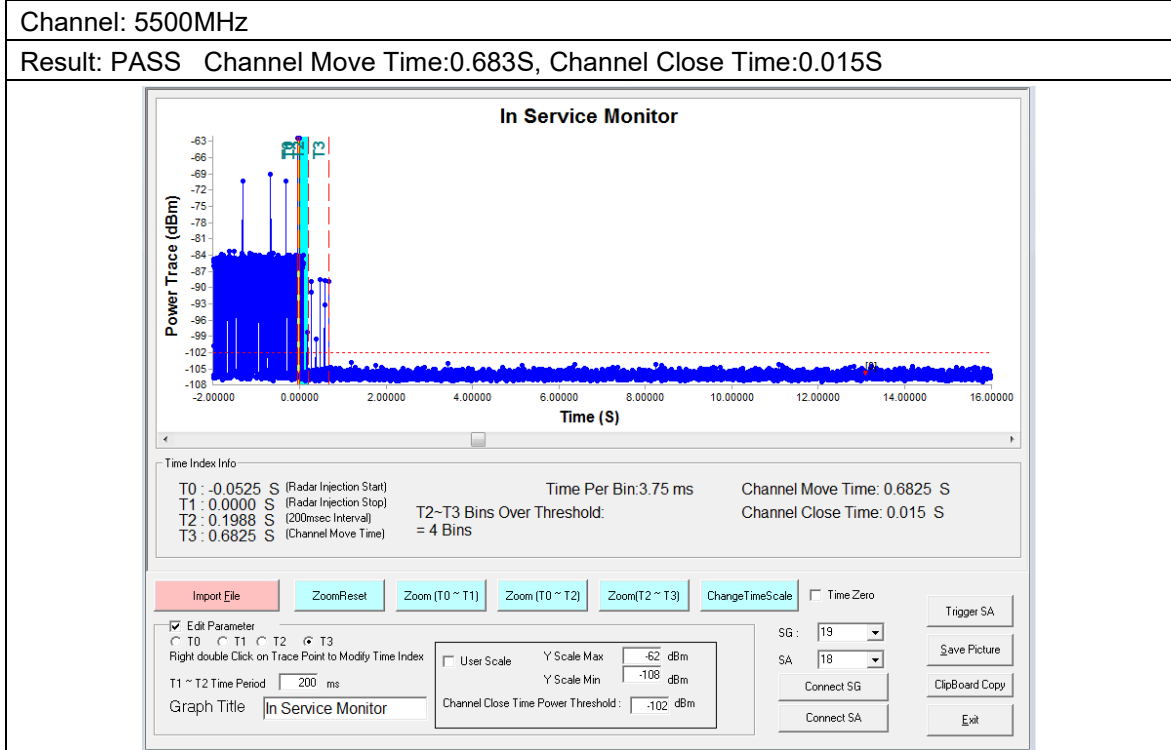 Channel: 5500MHz
Result: PASS Channel Move Time:0.683S, Channel Close Time:0.015S
In Service Monitor
Power Trace (dBm)
-63
-66
-69
-72
-75
-78
-81
-84
-87
-90
-93
-96
-99
-102
-105
-108
T2 T3
-2.00000 0.00000 2.00000 4.00000 6.00000 8.00000 10.00000 12.00000 14.00000 16.00000
Time (S)
Time Index Info
T0 : -0.0525 S (Radar Injection Start)
T1 : 0.0000 S (Radar Injection Stop)
T2 : 0.1988 S (200msec Interval)
T3 : 0.6825 S (Channel Move Time)
Time Per Bin:3.75 ms
T2~T3 Bins Over Threshold:
= 4 Bins
Channel Move Time: 0.6825 S
Channel Close Time: 0.015 S
Import File ZoomReset Zoom (T0 ~ T1) Zoom (T0 ~ T2) Zoom(T2 ~ T3) ChangeTimeScale Time Zero
Edit Parameter
T0 T1 T2 T3
Right double Click on Trace Point to Modify Time Index
T1 ~ T2 Time Period 200 ms
Graph Title In Service Monitor
User Scale Y Scale Max -62 dBm
Y Scale Min -108 dBm
Channel Close Time Power Threshold : -102 dBm
SG : 19
SA 18
Connect SG
Connect SA
Trigger SA
Save Picture
ClipBoard Copy
Exit